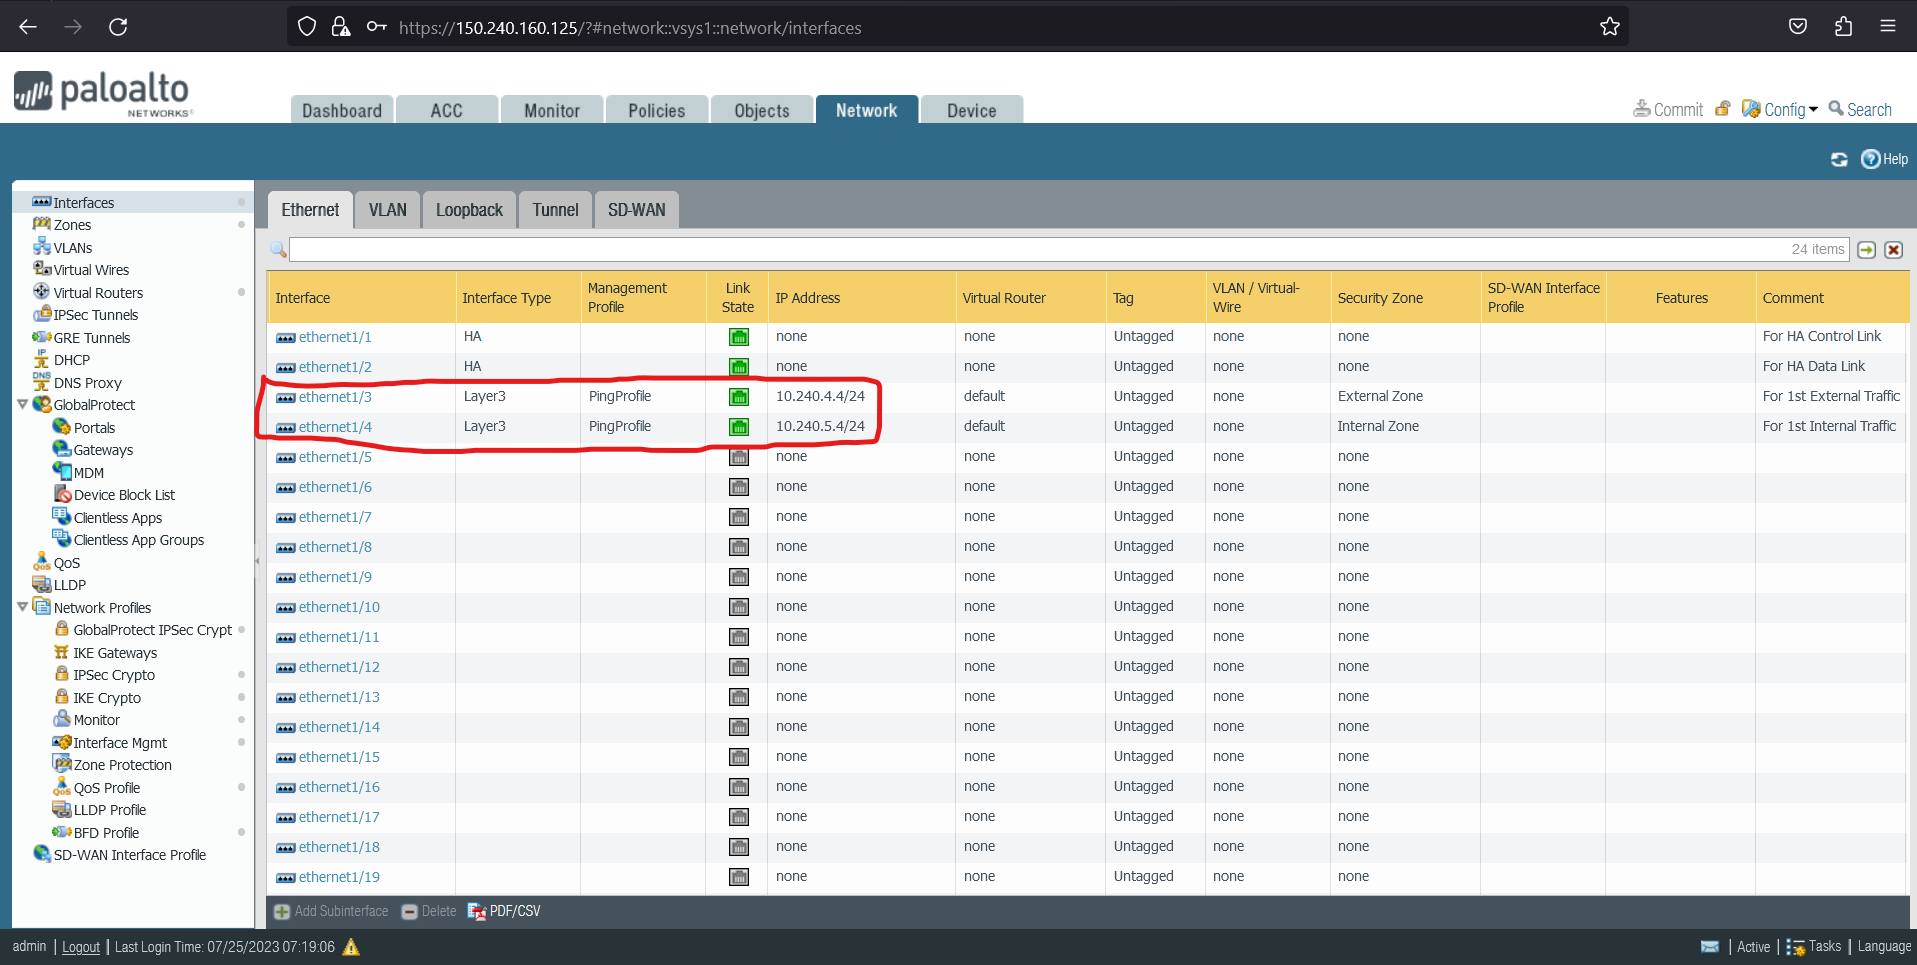 https://150.240.160.125/?#network::vsys1::network/interfaces
paloalto
NETWORKS®
Dashboard ACC Monitor Policies Objects Network Device
Commit Config Search
Help
Interfaces
Zones
VLANs
Virtual Wires
Virtual Routers
IPSec Tunnels
GRE Tunnels
IP
DHCP
DNS
DNS Proxy
GlobalProtect
Portals
Gateways
MDM
Device Block List
Clientless Apps
Clientless App Groups
QoS
QoS
LLDP
Network Profiles
GlobalProtect IPSec Crypt
IKE Gateways
IPSec Crypto
IKE Crypto
Monitor
Interface Mgmt
Zone Protection
QoS
QoS Profile
LLDP Profile
BFD Profile
SD-WAN Interface Profile
Ethernet VLAN Loopback Tunnel SD-WAN
24 items
Interface Interface Type Management Profile Link State IP Address Virtual Router Tag VLAN / Virtual-Wire Security Zone SD-WAN Interface Profile Features Comment
ethernet1/1 HA none none Untagged none none For HA Control Link
ethernet1/2 HA none none Untagged none none For HA Data Link
ethernet1/3 Layer3 PingProfile 10.240.4.4/24 default Untagged none External Zone For 1st External Traffic
ethernet1/4 Layer3 PingProfile 10.240.5.4/24 default Untagged none Internal Zone For 1st Internal Traffic
ethernet1/5 none none Untagged none none
ethernet1/6 none none Untagged none none
ethernet1/7 none none Untagged none none
ethernet1/8 none none Untagged none none
ethernet1/9 none none Untagged none none
ethernet1/10 none none Untagged none none
ethernet1/11 none none Untagged none none
ethernet1/12 none none Untagged none none
ethernet1/13 none none Untagged none none
ethernet1/14 none none Untagged none none
ethernet1/15 none none Untagged none none
ethernet1/16 none none Untagged none none
ethernet1/17 none none Untagged none none
ethernet1/18 none none Untagged none none
ethernet1/19 none none Untagged none none
Add Subinterface Delete PDF/CSV
admin | Logout | Last Login Time: 07/25/2023 07:19:06 | Active | Tasks | Language